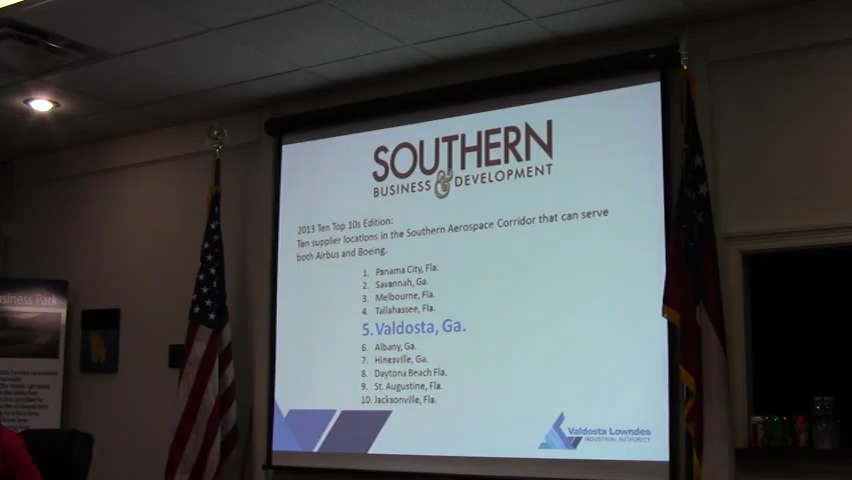 SOUTHERN
BUSINESS & DEVELOPMENT
2013 Ten Top 10s Edition:
Ten supplier locations in the Southern Aerospace Corridor that can serve
both Airbus and Boeing.
1. Panama City, Fla.
2. Savannah, Ga.
3. Melbourne, Fla.
4. Tallahassee, Fla.
5. Valdosta, Ga.
6. Albany, Ga.
7. Hinesville, Ga.
8. Daytona Beach Fla.
9. St. Augustine, Fla.
10. Jacksonville, Fla.
Valdosta Lowndes
INDUSTRIAL AUTHORITY
siness Park